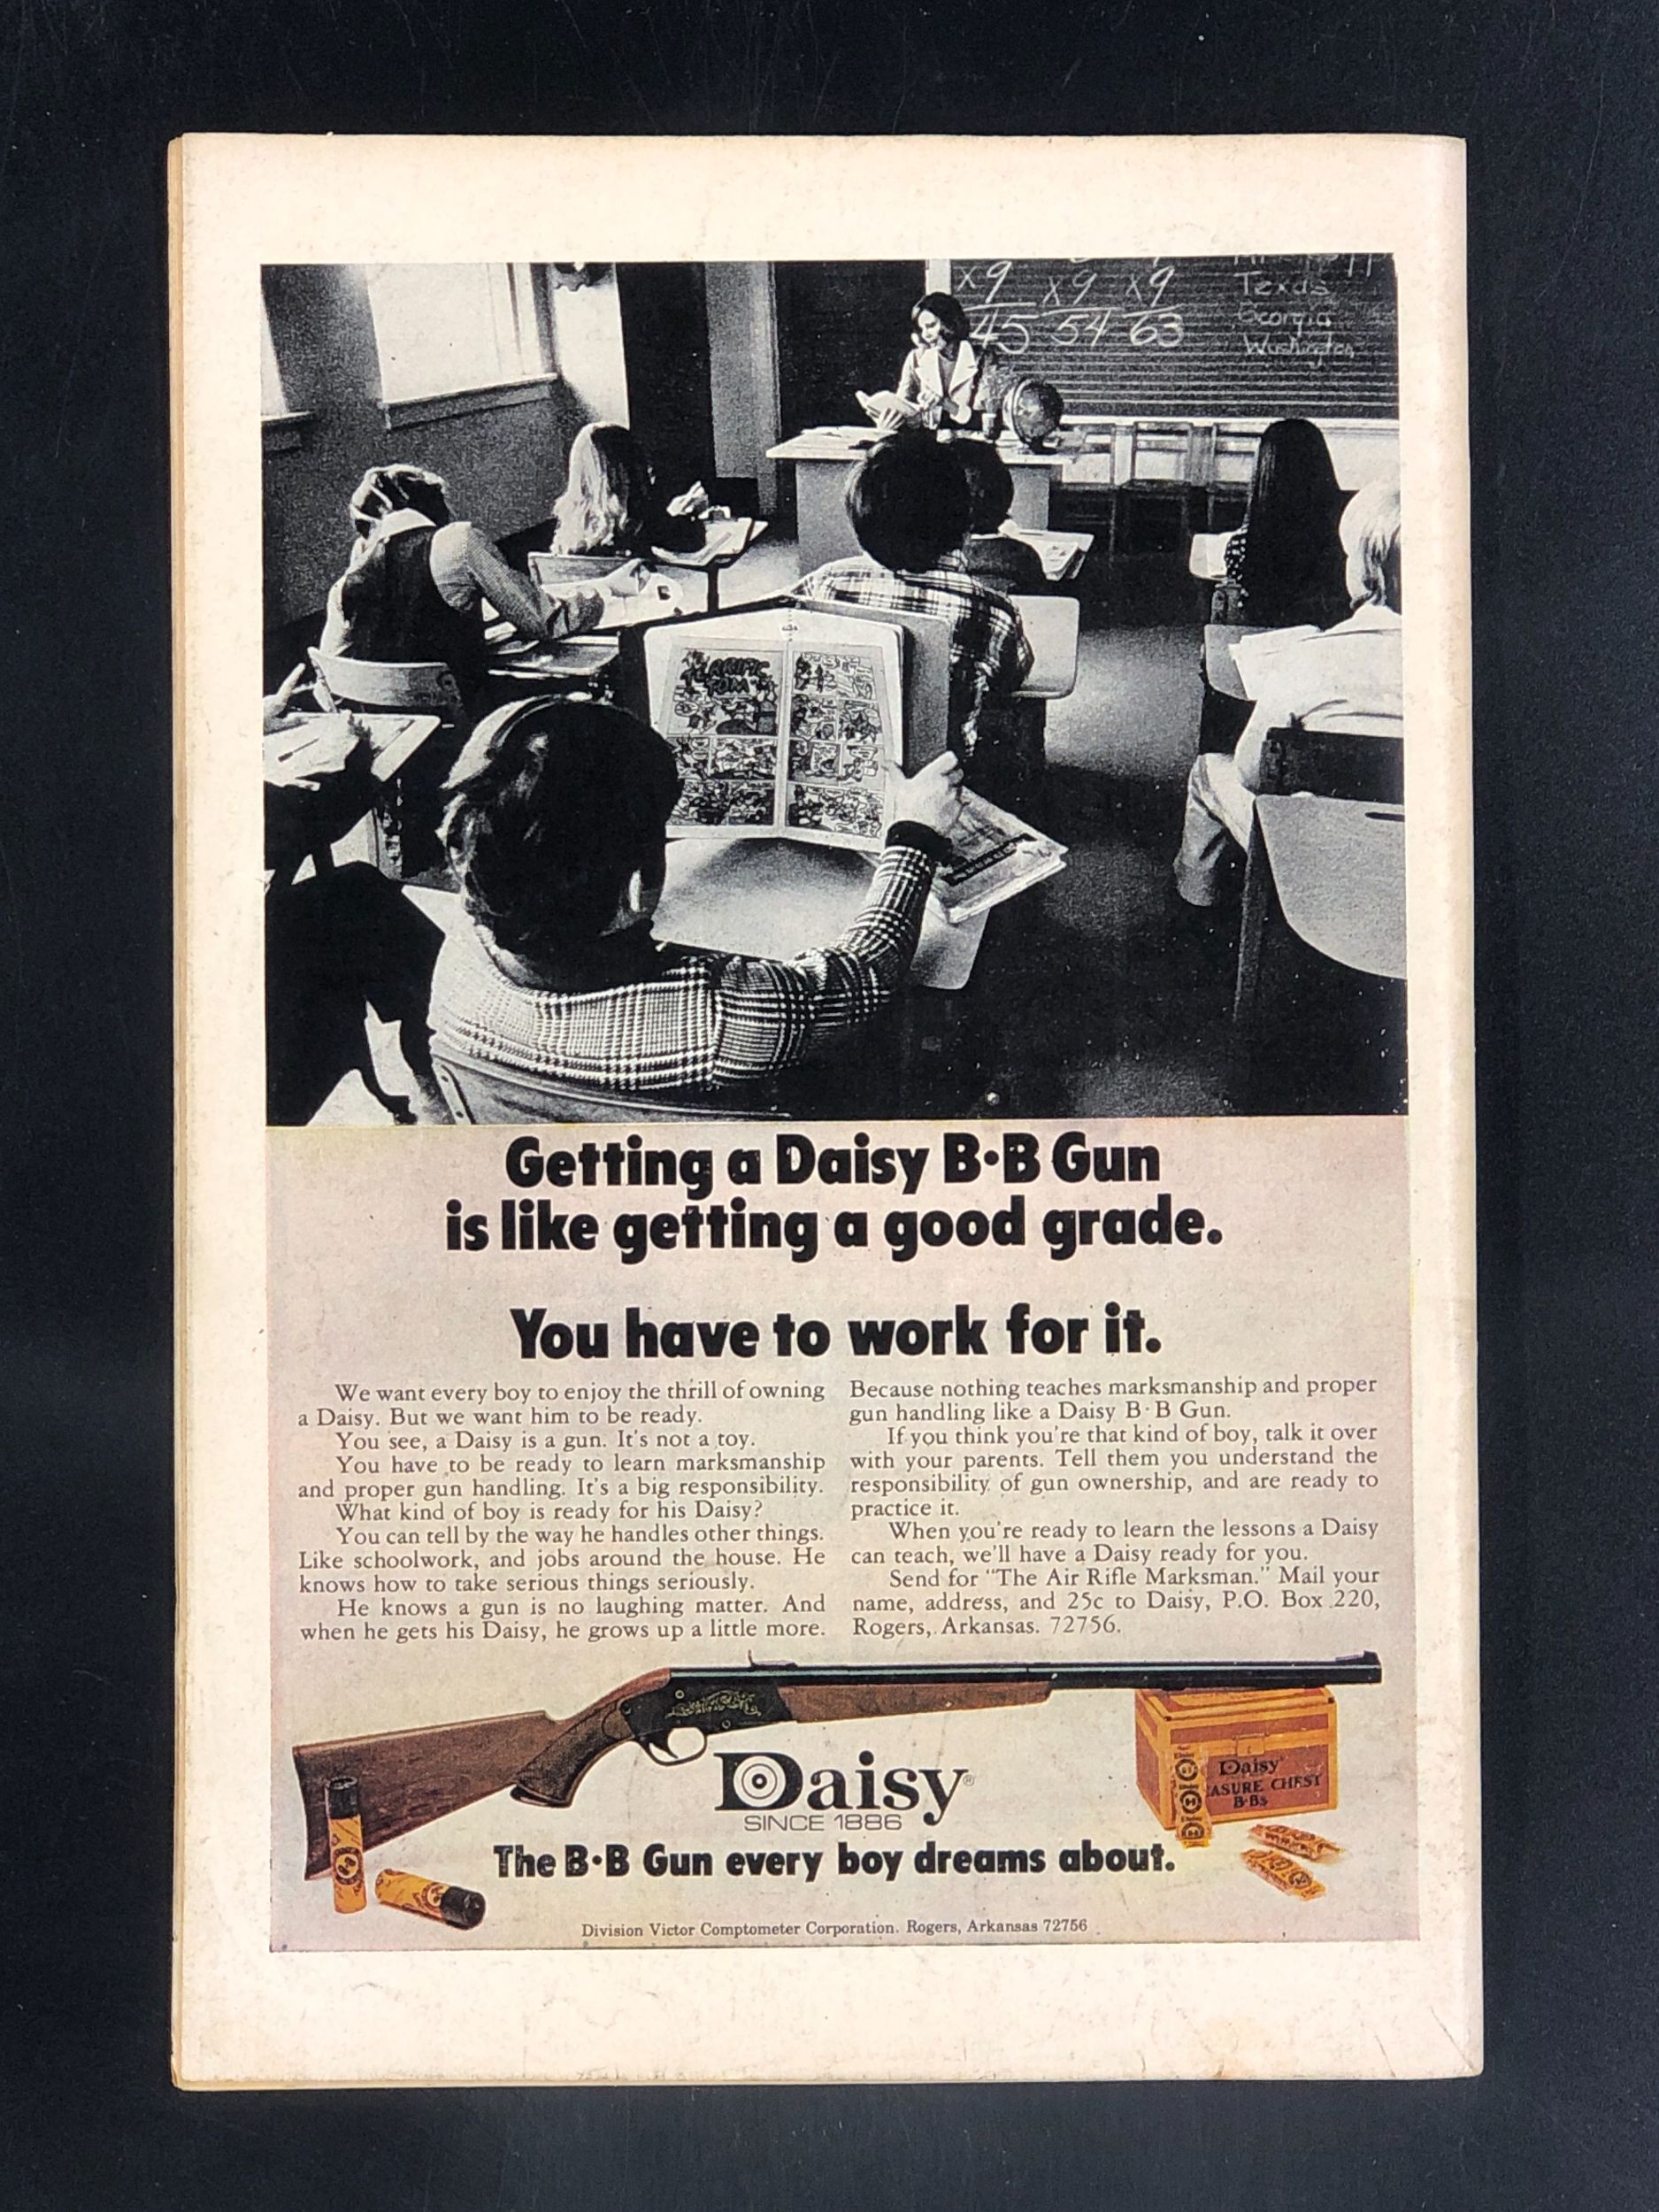 x9 x9 x9
45 54 63
Texas
Georgia
Washington
TERRIFIC
TOM
Getting a Daisy B·B Gun
is like getting a good grade.
You have to work for it.
We want every boy to enjoy the thrill of owning
a Daisy. But we want him to be ready.
You see, a Daisy is a gun. It's not a toy.
You have to be ready to learn marksmanship
and proper gun handling. It's a big responsibility.
What kind of boy is ready for his Daisy?
You can tell by the way he handles other things.
Like schoolwork, and jobs around the house. He
knows how to take serious things seriously.
He knows a gun is no laughing matter. And
when he gets his Daisy, he grows up a little more.
Because nothing teaches marksmanship and proper
gun handling like a Daisy B·B Gun.
If you think you're that kind of boy, talk it over
with your parents. Tell them you understand the
responsibility of gun ownership, and are ready to
practice it.
When you're ready to learn the lessons a Daisy
can teach, we'll have a Daisy ready for you.
Send for "The Air Rifle Marksman." Mail your
name, address, and 25c to Daisy, P.O. Box 220,
Rogers, Arkansas. 72756.
Daisy
ASURE CHEST
B·Bs
Daisy®
SINCE 1886
The B·B Gun every boy dreams about.
Division Victor Comptometer Corporation. Rogers, Arkansas 72756